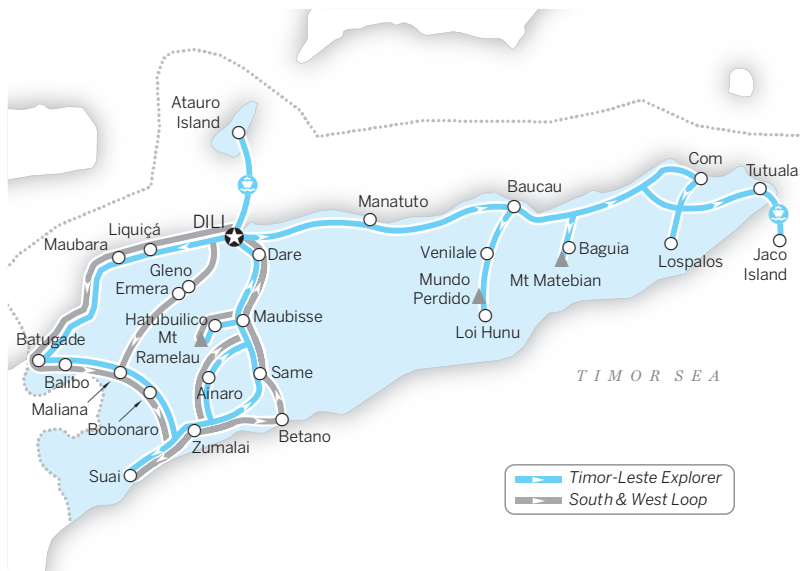 Atauro
Island
Com
Tutuala
Baucau
Manatuto
DILI
Liquiçá
Maubara
Dare
Venilale
Baguia
Lospalos
Jaco
Island
Gleno
Ermera
Mundo
Perdido
Mt Matebian
Hatubuilico
Mt
Ramelau
Maubisse
Loi Hunu
Batugade
Balibo
Same
Ainaro
TIMOR SEA
Maliana
Bobonaro
Zumalai
Betano
Suai
Timor-Leste Explorer
South & West Loop